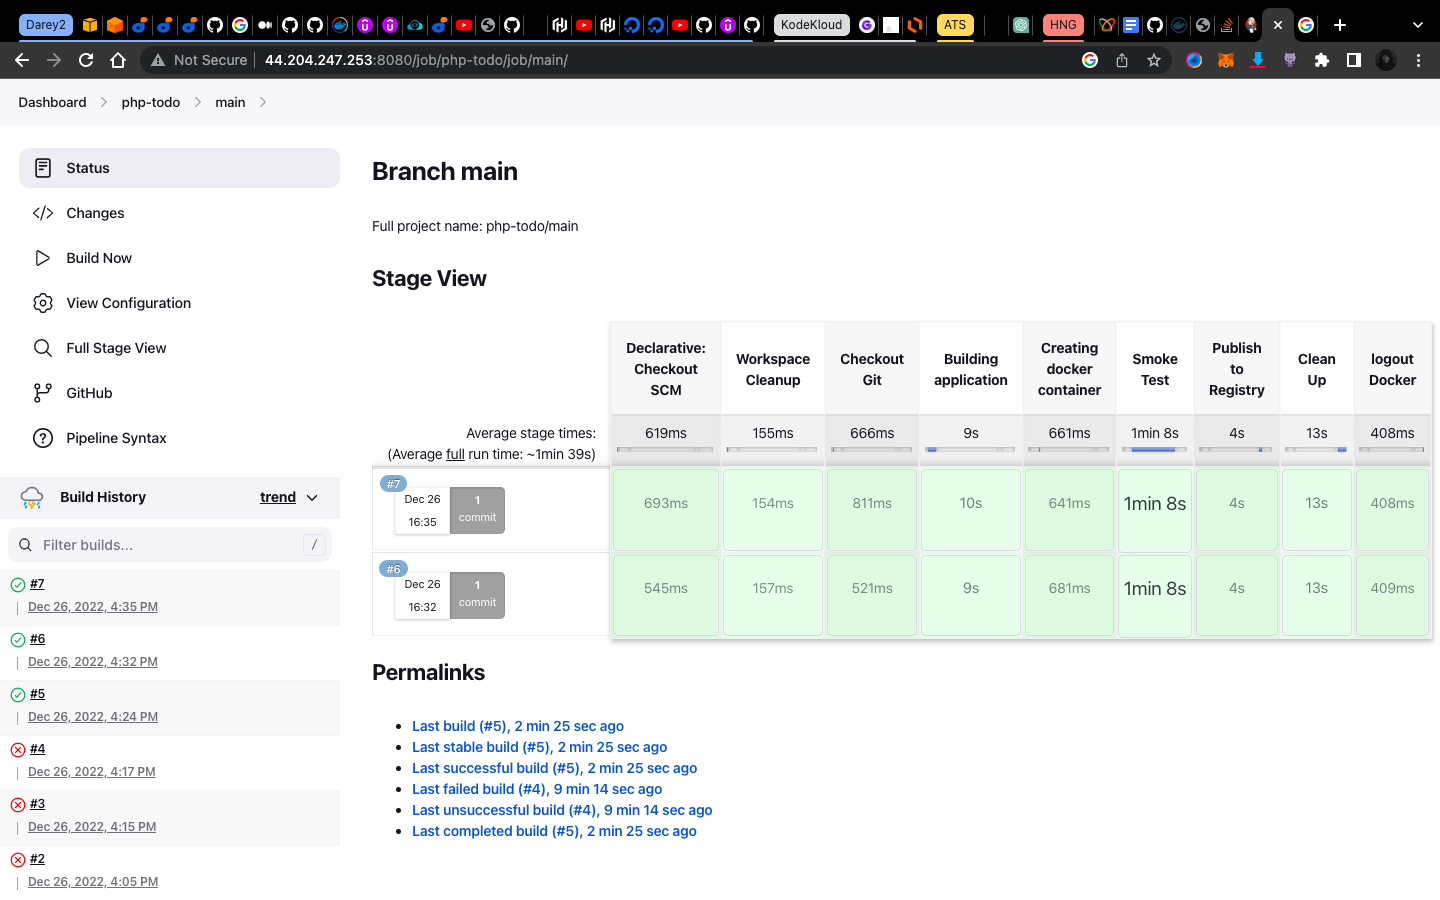 Darey2
KodeKloud
ATS
HNG
Not Secure
44.204.247.253:8080/job/php-todo/job/main/
Dashboard
php-todo
main
Status
Changes
Build Now
View Configuration
Full Stage View
GitHub
Pipeline Syntax
Build History
trend
Filter builds...
/
#7
Dec 26, 2022, 4:35 PM
#6
Dec 26, 2022, 4:32 PM
#5
Dec 26, 2022, 4:24 PM
#4
Dec 26, 2022, 4:17 PM
#3
Dec 26, 2022, 4:15 PM
#2
Dec 26, 2022, 4:05 PM
Branch main
Full project name: php-todo/main
Stage View
Declarative:
Checkout
SCM
Workspace
Cleanup
Checkout
Git
Building
application
Creating
docker
container
Smoke
Test
Publish
to
Registry
Clean
Up
logout
Docker
Average stage times:
(Average full run time: ~1min 39s)
619ms
155ms
666ms
9s
661ms
1min 8s
4s
13s
408ms
#7
Dec 26
16:35
1
commit
693ms
154ms
811ms
10s
641ms
1min 8s
4s
13s
408ms
#6
Dec 26
16:32
1
commit
545ms
157ms
521ms
9s
681ms
1min 8s
4s
13s
409ms
Permalinks
Last build (#5), 2 min 25 sec ago
Last stable build (#5), 2 min 25 sec ago
Last successful build (#5), 2 min 25 sec ago
Last failed build (#4), 9 min 14 sec ago
Last unsuccessful build (#4), 9 min 14 sec ago
Last completed build (#5), 2 min 25 sec ago